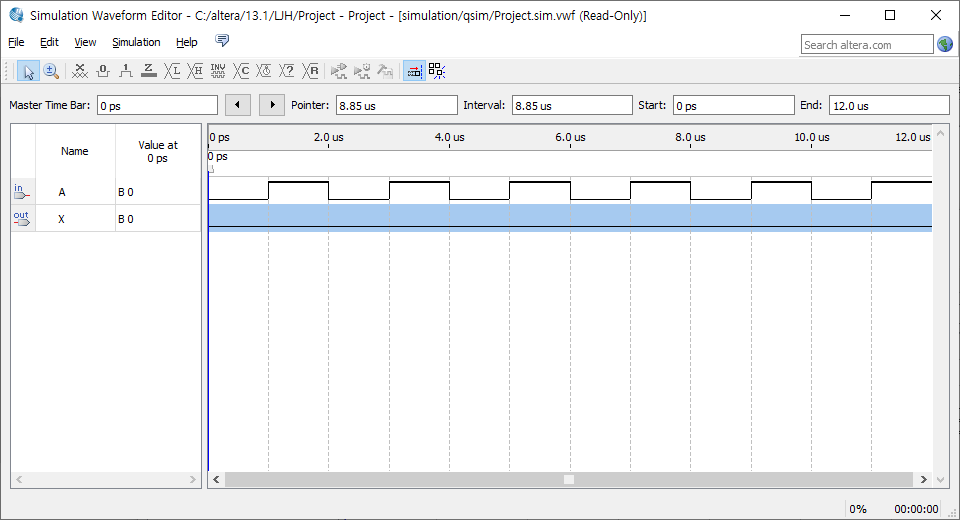 Simulation Waveform Editor - C:/altera/13.1/LJH/Project - Project - [simulation/qsim/Project.sim.vwf (Read-Only)]
File Edit View Simulation Help
Search altera.com
Master Time Bar: 0 ps Pointer: 8.85 us Interval: 8.85 us Start: 0 ps End: 12.0 us
Name Value at 0 ps
0 ps 2.0 us 4.0 us 6.0 us 8.0 us 10.0 us 12.0 us
0 ps
in A B 0
out X B 0
0% 00:00:00